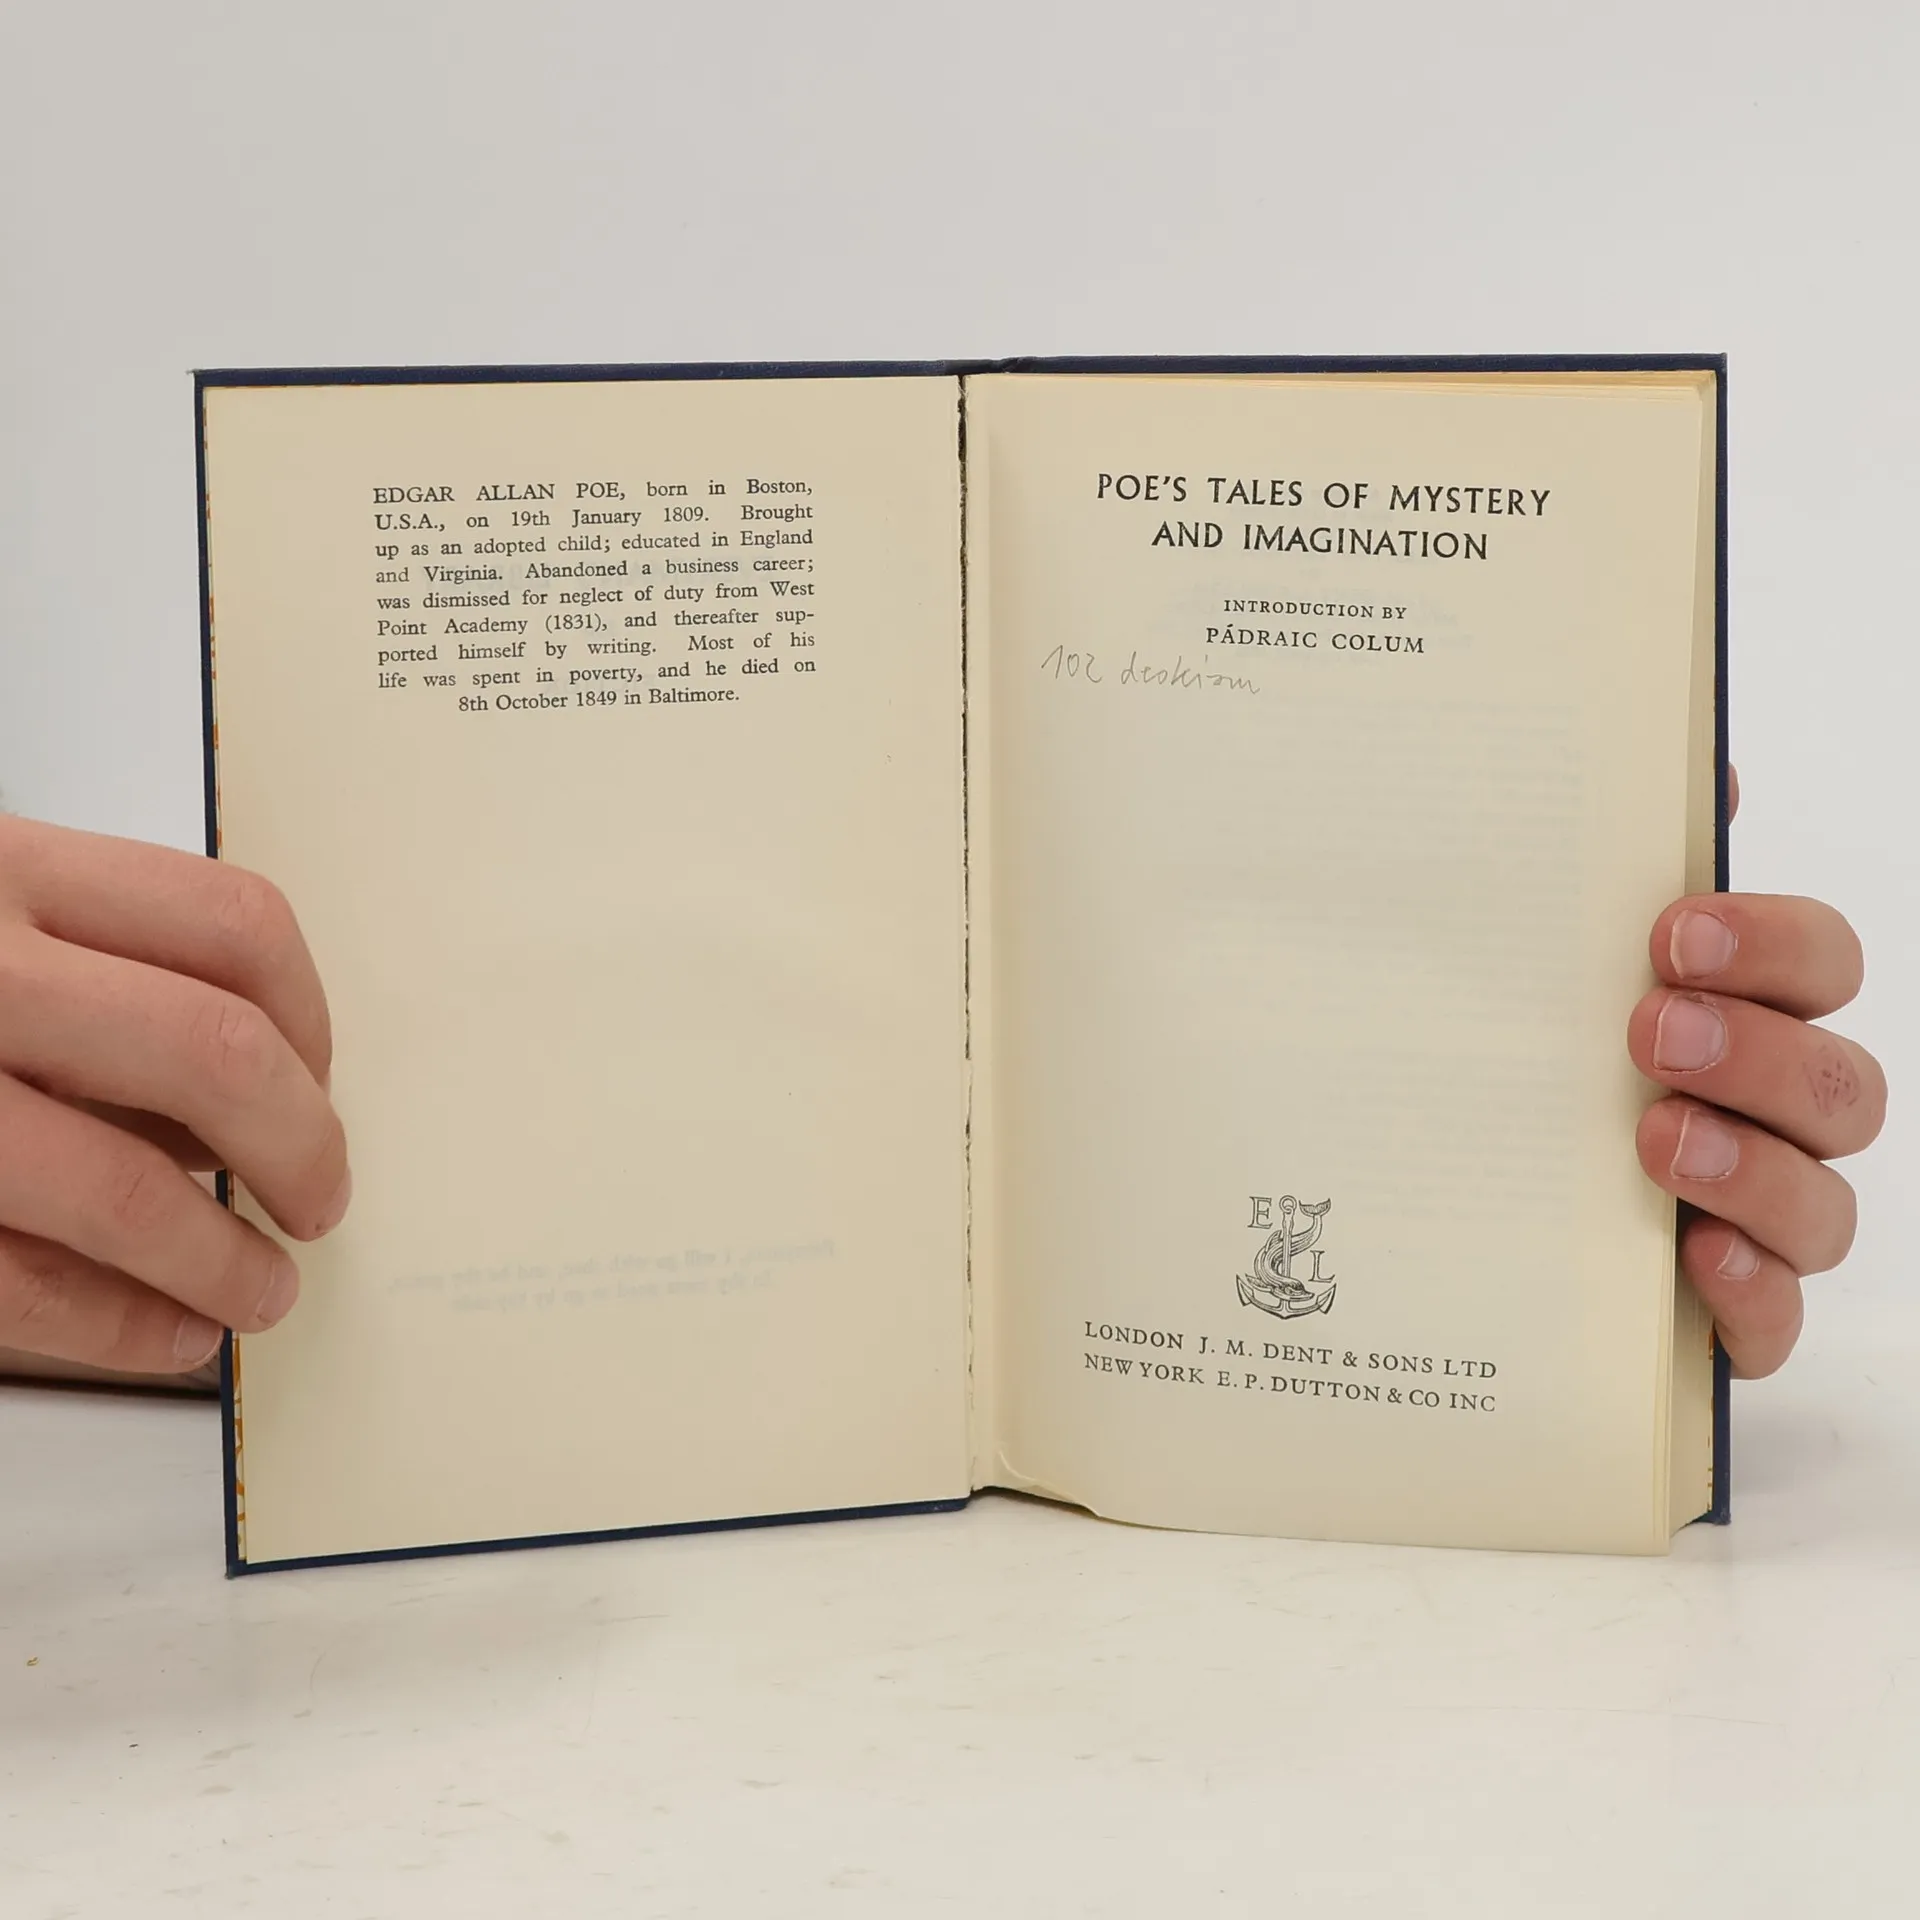 EDGAR ALLAN POE, born in Boston,
U.S.A., on 19th January 1809. Brought
up as an adopted child; educated in England
and Virginia. Abandoned a business career;
was dismissed for neglect of duty from West
Point Academy (1831), and thereafter sup-
ported himself by writing. Most of his
life was spent in poverty, and he died on
8th October 1849 in Baltimore.
POE'S TALES OF MYSTERY
AND IMAGINATION
INTRODUCTION BY
PÁDRAIC COLUM
102
E
L
LONDON J. M. DENT & SONS LTD
NEW YORK E. P. DUTTON & CO INC